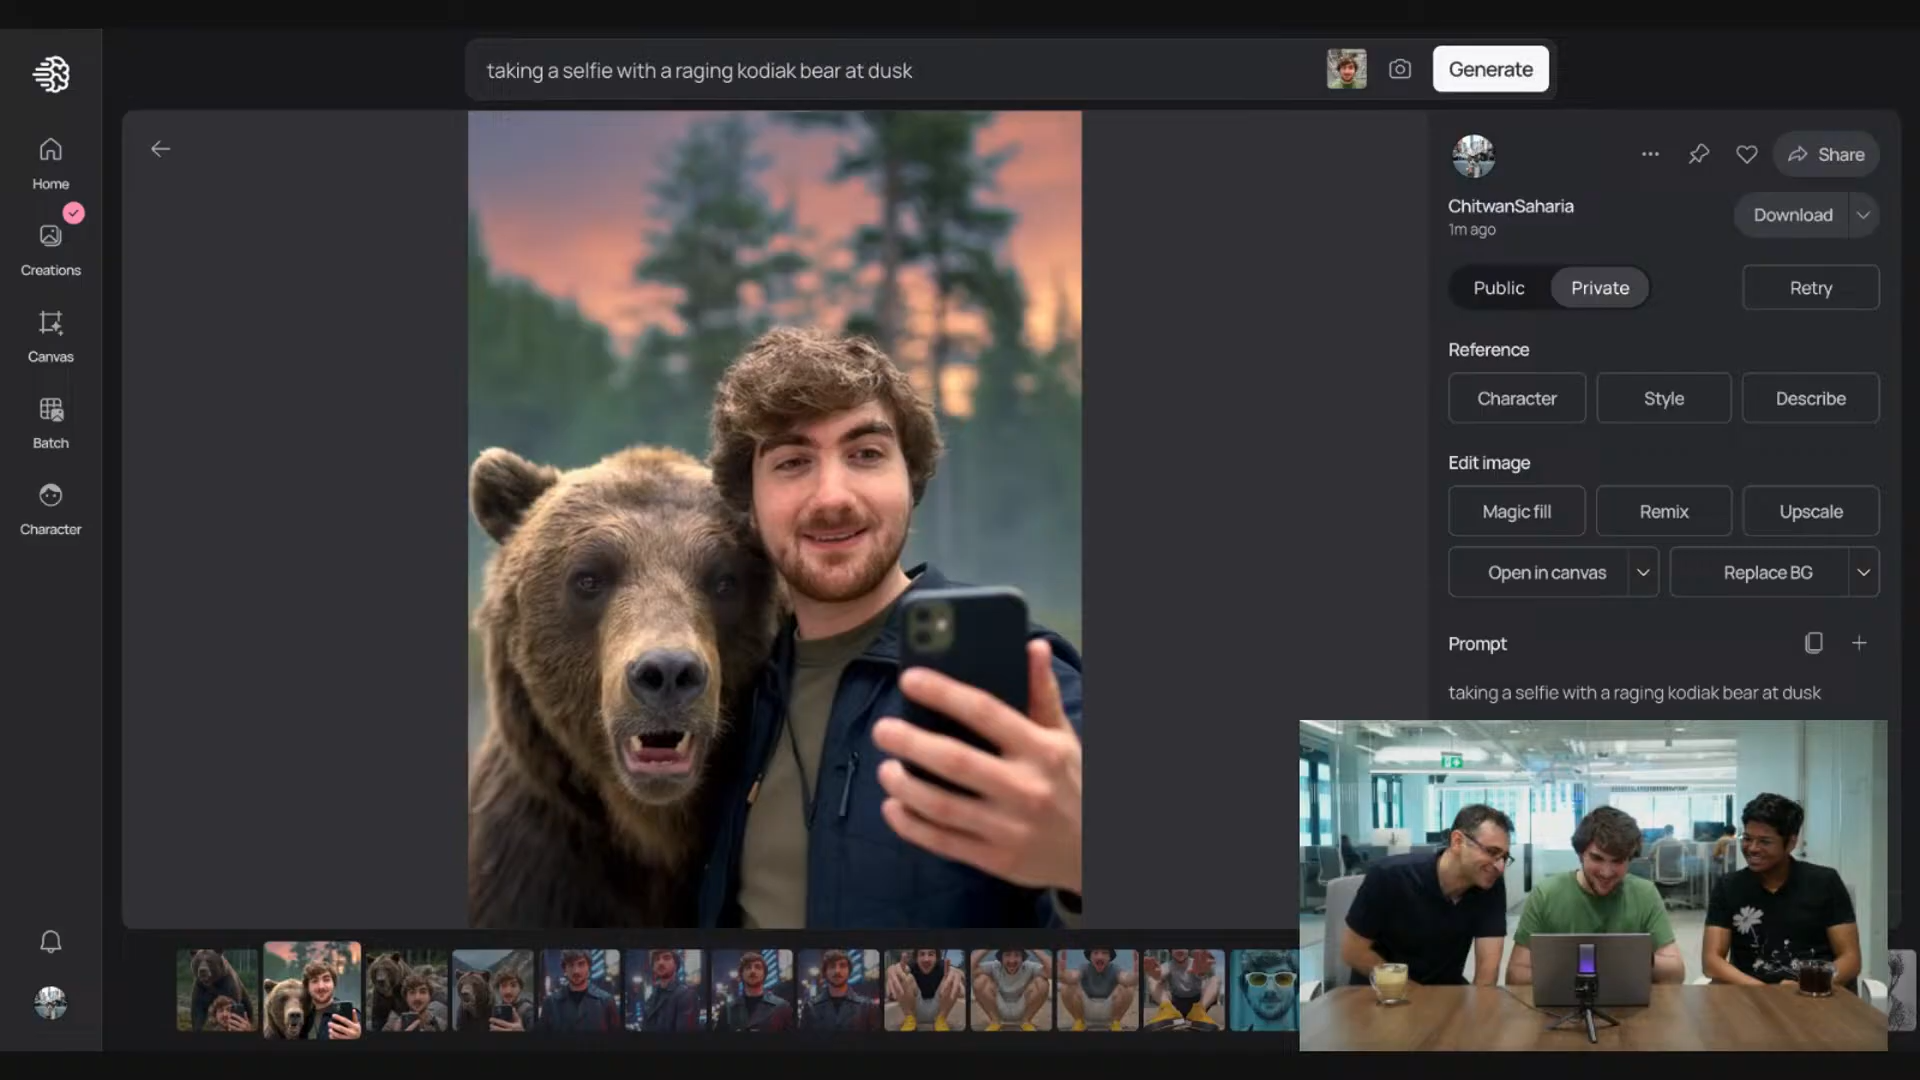 taking a selfie with a raging kodiak bear at dusk
Generate
Home
Creations
Canvas
Batch
Character
Share
ChitwanSaharia
1m ago
Download
Public
Private
Retry
Reference
Character
Style
Describe
Edit image
Magic fill
Remix
Upscale
Open in canvas
Replace BG
Prompt
taking a selfie with a raging kodiak bear at dusk